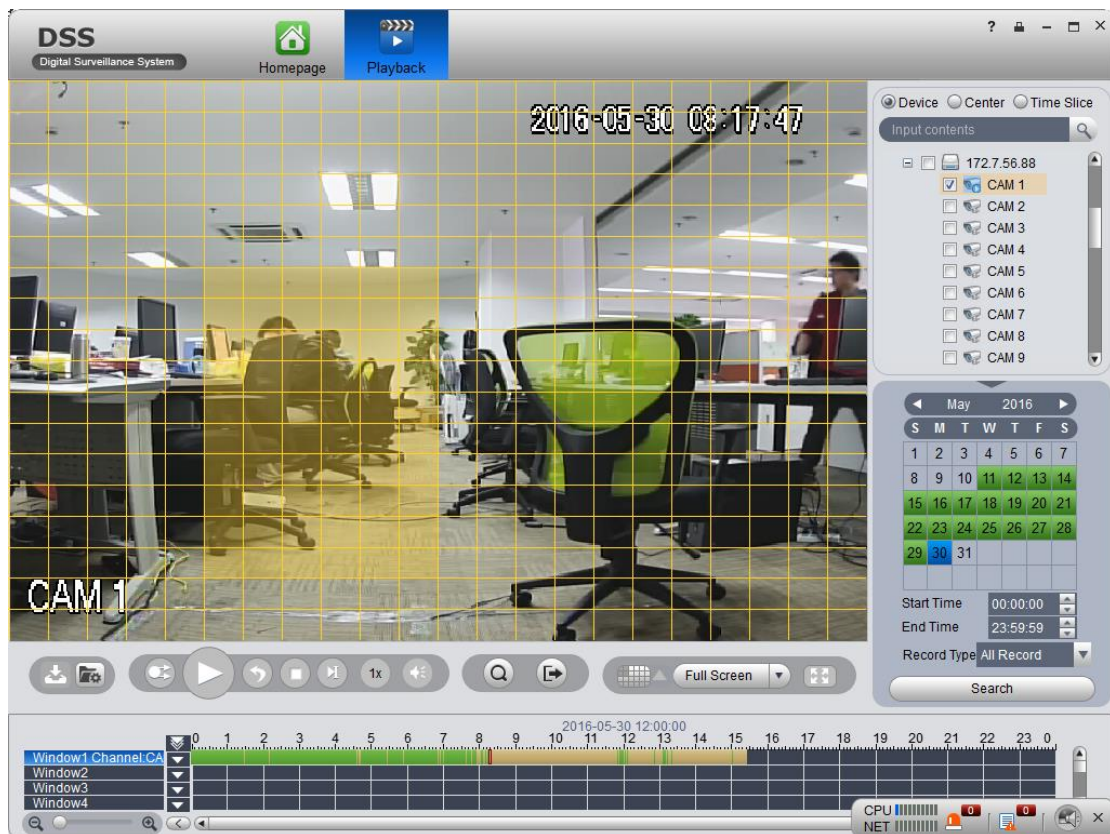 DSS
Digital Surveillance System
Homepage
Playback
?
2016-05-30 08:17:47
CAM 1
Device Center Time Slice
Input contents
172.7.56.88
CAM 1
CAM 2
CAM 3
CAM 4
CAM 5
CAM 6
CAM 7
CAM 8
CAM 9
May 2016
S M T W T F S
1 2 3 4 5 6 7
8 9 10 11 12 13 14
15 16 17 18 19 20 21
22 23 24 25 26 27 28
29 30 31
Start Time 00:00:00
End Time 23:59:59
Record Type All Record
Search
1x
Full Screen
2016-05-30 12:00:00
0 1 2 3 4 5 6 7 8 9 10 11 12 13 14 15 16 17 18 19 20 21 22 23 0
Window1 Channel:CA
Window2
Window3
Window4
CPU 0 0
NET